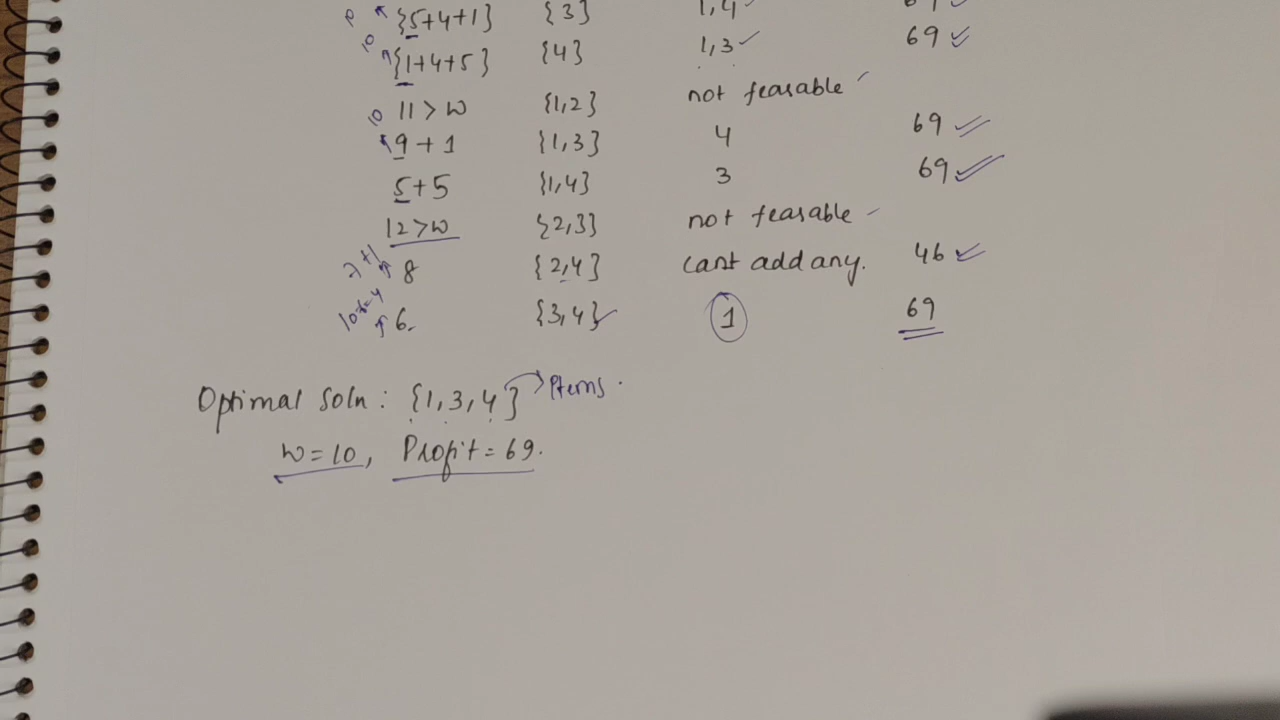 {5+4+1} {3} 1,4
10 {1+4+5} {4} 1,3 ✓ 69 ✓
11 > w {1,2} not feasable ✓
10 9 + 1 {1,3} 4 69 ✓
5+5 {1,4} 3 69 ✓
12 > w {2,3} not feasable
8 {2,4} cant add any. 46 ✓
6 {3,4} ✓ 1 69
Optimal Soln : {1,3,4} items.
w = 10, Profit = 69.